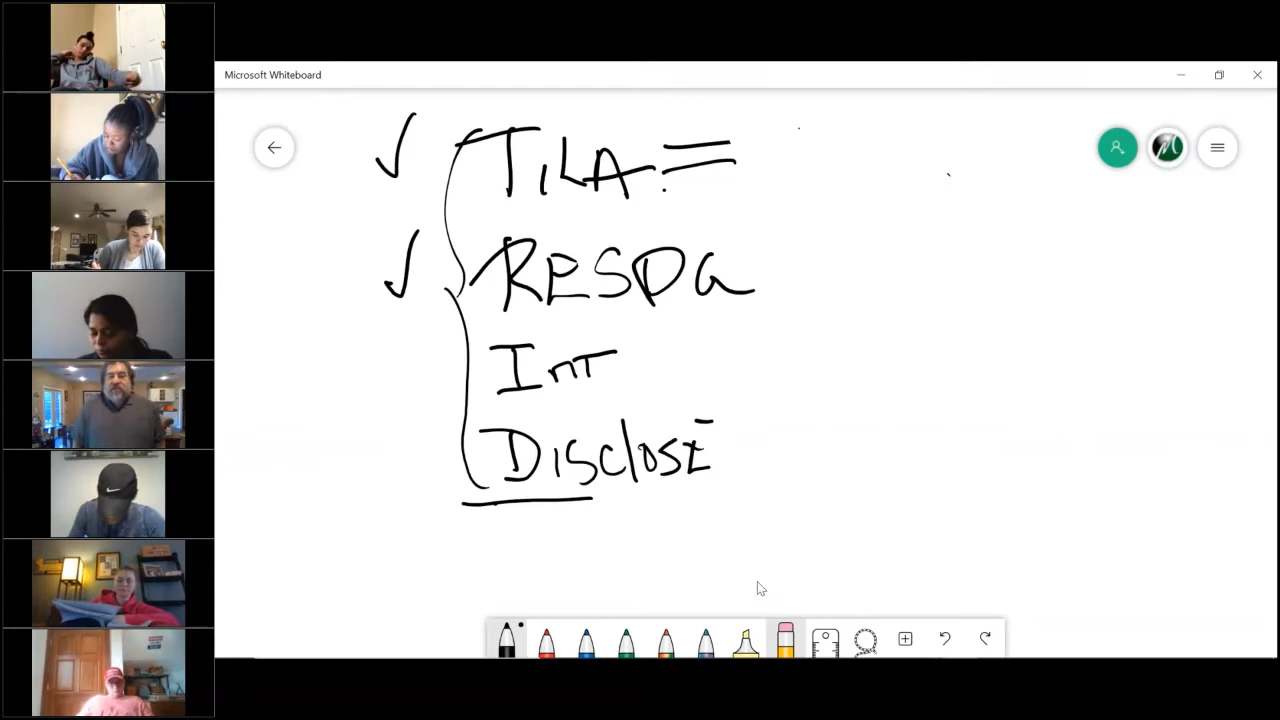 Microsoft Whiteboard
✓ TILA =
✓ RESPA
INT
DISCLOSE